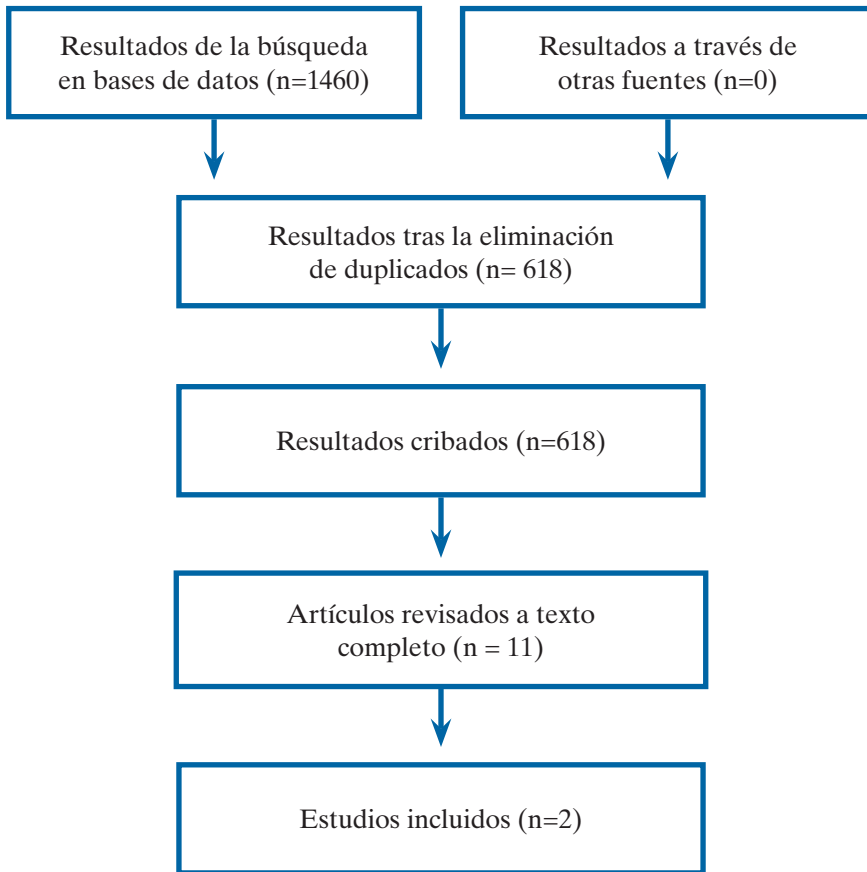 Resultados de la búsqueda
en bases de datos (n=1460)
Resultados a través de
otras fuentes (n=0)
Resultados tras la eliminación
de duplicados (n= 618)
Resultados cribados (n=618)
Artículos revisados a texto
completo (n = 11)
Estudios incluidos (n=2)